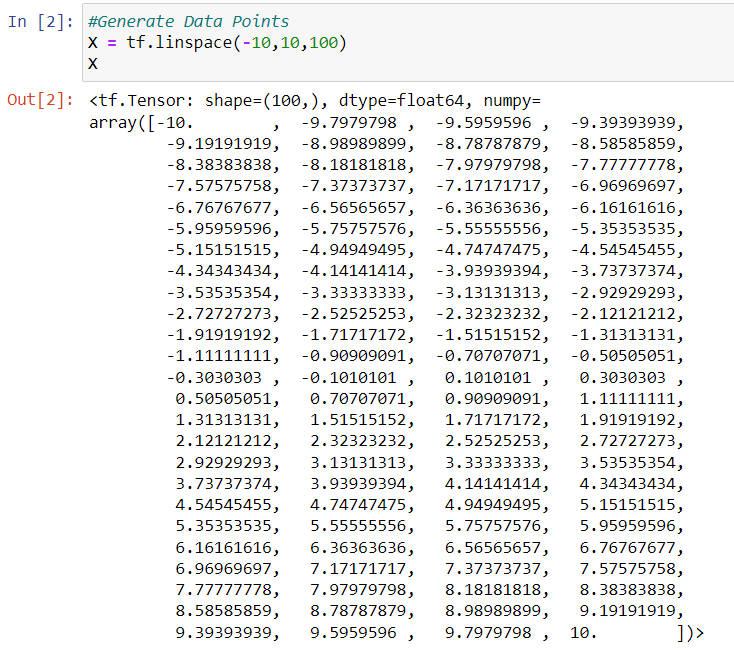 In [2]: #Generate Data Points
X = tf.linspace(-10,10,100)
X
Out[2]: <tf.Tensor: shape=(100,), dtype=float64, numpy=
array([-10.        ,  -9.7979798 ,  -9.5959596 ,  -9.39393939,
        -9.19191919,  -8.98989899,  -8.78787879,  -8.58585859,
        -8.38383838,  -8.18181818,  -7.97979798,  -7.77777778,
        -7.57575758,  -7.37373737,  -7.17171717,  -6.96969697,
        -6.76767677,  -6.56565657,  -6.36363636,  -6.16161616,
        -5.95959596,  -5.75757576,  -5.55555556,  -5.35353535,
        -5.15151515,  -4.94949495,  -4.74747475,  -4.54545455,
        -4.34343434,  -4.14141414,  -3.93939394,  -3.73737374,
        -3.53535354,  -3.33333333,  -3.13131313,  -2.92929293,
        -2.72727273,  -2.52525253,  -2.32323232,  -2.12121212,
        -1.91919192,  -1.71717172,  -1.51515152,  -1.31313131,
        -1.11111111,  -0.90909091,  -0.70707071,  -0.50505051,
        -0.3030303 ,  -0.1010101 ,   0.1010101 ,   0.3030303 ,
         0.50505051,   0.70707071,   0.90909091,   1.11111111,
         1.31313131,   1.51515152,   1.71717172,   1.91919192,
         2.12121212,   2.32323232,   2.52525253,   2.72727273,
         2.92929293,   3.13131313,   3.33333333,   3.53535354,
         3.73737374,   3.93939394,   4.14141414,   4.34343434,
         4.54545455,   4.74747475,   4.94949495,   5.15151515,
         5.35353535,   5.55555556,   5.75757576,   5.95959596,
         6.16161616,   6.36363636,   6.56565657,   6.76767677,
         6.96969697,   7.17171717,   7.37373737,   7.57575758,
         7.77777778,   7.97979798,   8.18181818,   8.38383838,
         8.58585859,   8.78787879,   8.98989899,   9.19191919,
         9.39393939,   9.5959596 ,   9.7979798 ,  10.        ])>